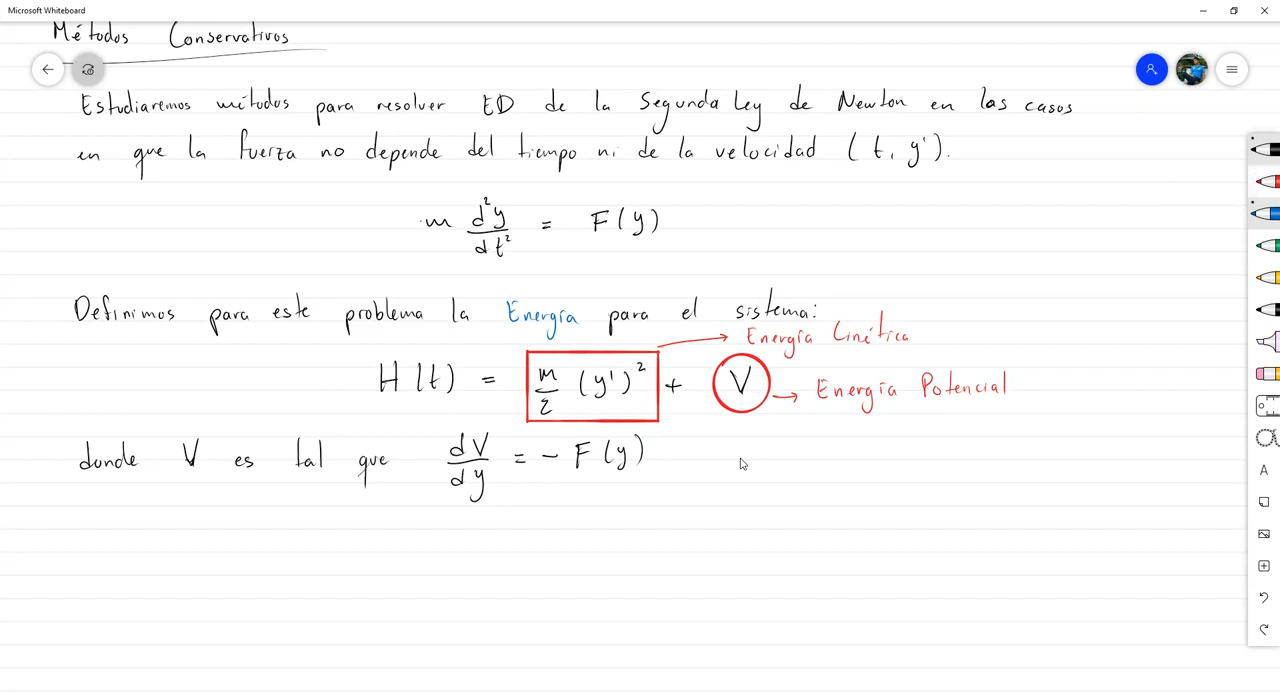 Microsoft Whiteboard
Métodos Conservativos
Estudiaremos métodos para resolver ED de la Segunda Ley de Newton en las casos
en que la fuerza no depende del tiempo ni de la velocidad (t, y').
m d²y/dt² = F(y)
Definimos para este problema la Energía para el sistema:
Energía Cinética
H(t) = m/2 (y')² + V
Energía Potencial
donde V es tal que dV/dy = - F(y)
A